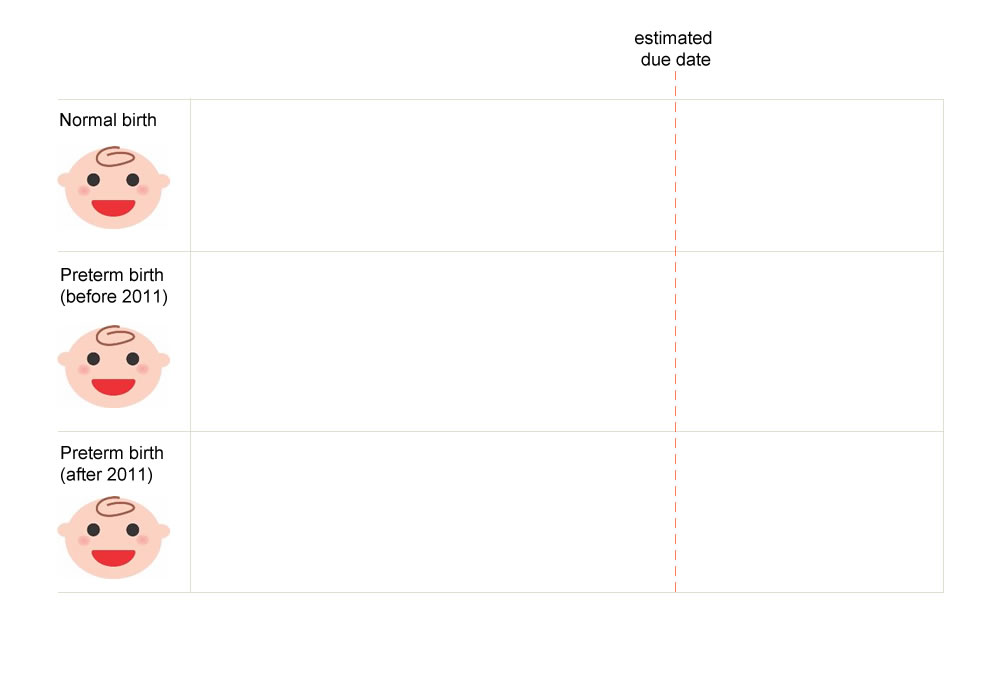 estimated
due date
Normal birth
Preterm birth
(before 2011)
Preterm birth
(after 2011)